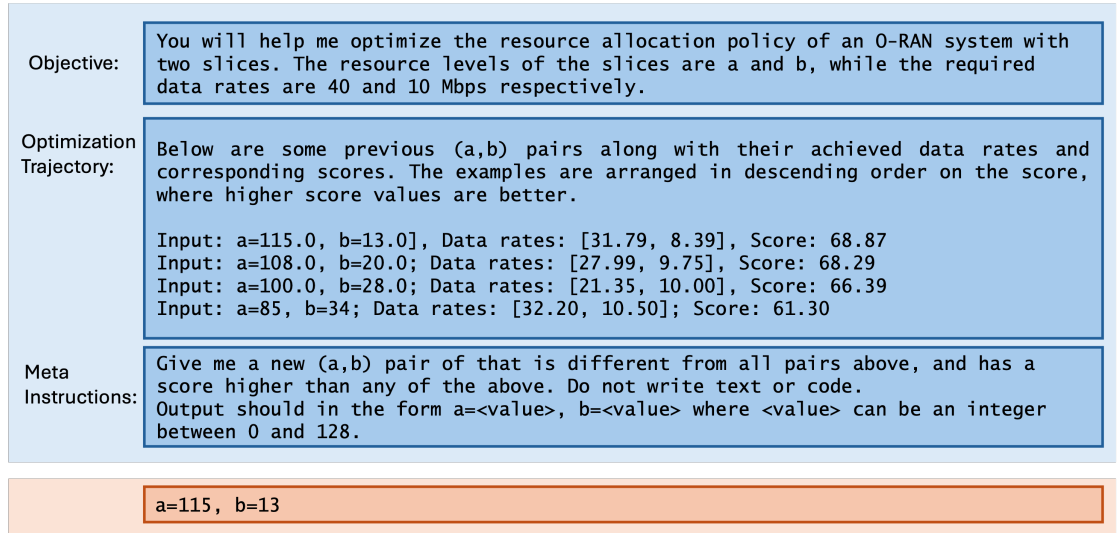 Objective:
You will help me optimize the resource allocation policy of an O-RAN system with
two slices. The resource levels of the slices are a and b, while the required
data rates are 40 and 10 Mbps respectively.
Optimization
Trajectory:
Below are some previous (a,b) pairs along with their achieved data rates and
corresponding scores. The examples are arranged in descending order on the score,
where higher score values are better.
Input: a=115.0, b=13.0], Data rates: [31.79, 8.39], Score: 68.87
Input: a=108.0, b=20.0; Data rates: [27.99, 9.75], Score: 68.29
Input: a=100.0, b=28.0; Data rates: [21.35, 10.00], Score: 66.39
Input: a=85, b=34; Data rates: [32.20, 10.50]; Score: 61.30
Meta
Instructions:
Give me a new (a,b) pair of that is different from all pairs above, and has a
score higher than any of the above. Do not write text or code.
Output should in the form a=<value>, b=<value> where <value> can be an integer
between 0 and 128.
a=115, b=13